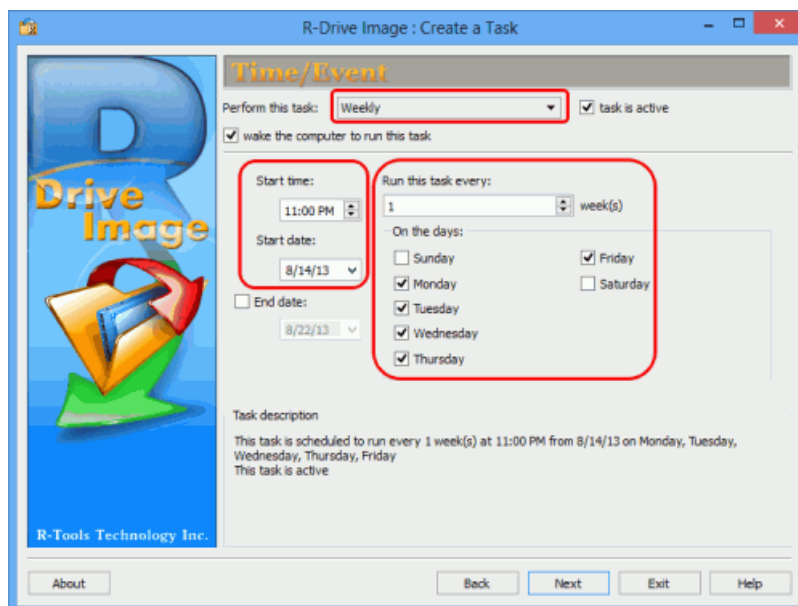 R-Drive Image : Create a Task
R
Drive
Image
R-Tools Technology Inc.
Time/Event
Perform this task: Weekly task is active
wake the computer to run this task
Start time:
11:00 PM
Start date:
8/14/13
End date:
8/22/13
Run this task every:
1 week(s)
On the days:
Sunday Friday
Monday Saturday
Tuesday
Wednesday
Thursday
Task description
This task is scheduled to run every 1 week(s) at 11:00 PM from 8/14/13 on Monday, Tuesday,
Wednesday, Thursday, Friday
This task is active
About Back Next Exit Help